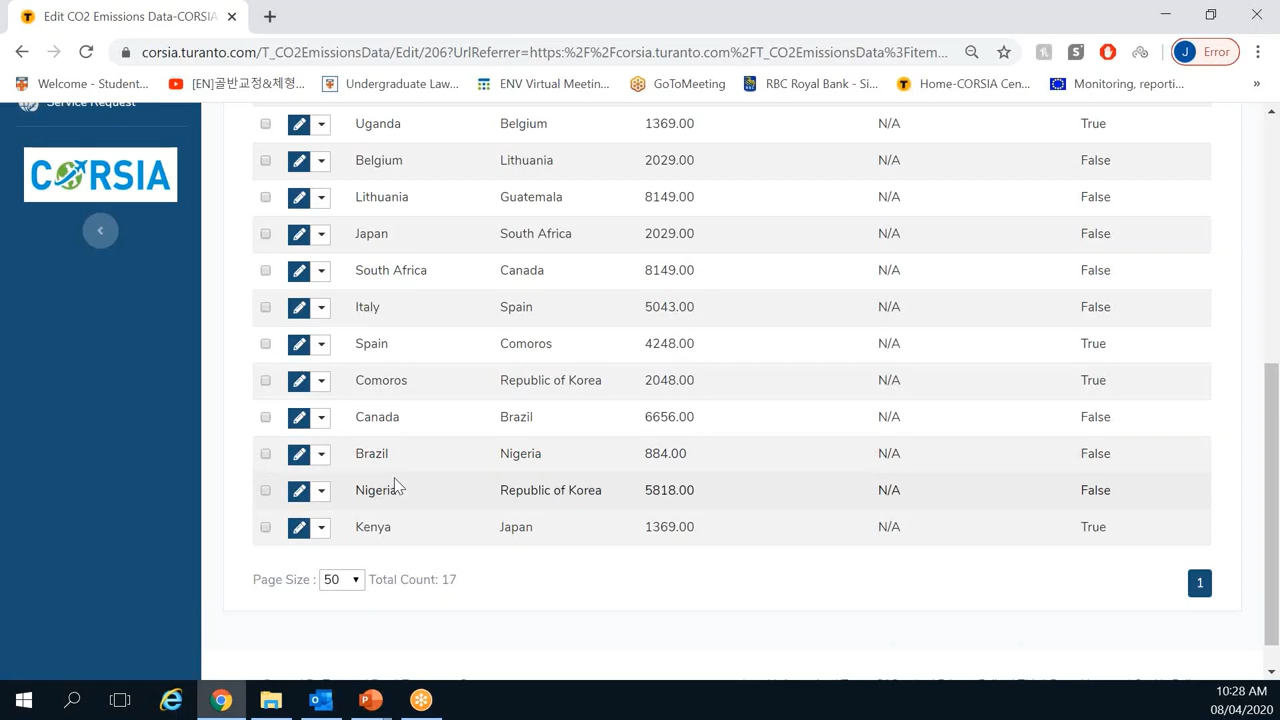 Edit CO2 Emissions Data-CORSIA
corsia.turanto.com/T_CO2EmissionsData/Edit/206?UrlReferrer=https:%2F%2Fcorsia.turanto.com%2FT_CO2EmissionsData%3Fitem...
J Error
Welcome - Student... [EN]골반교정&체형... Undergraduate Law... ENV Virtual Meetin... GoToMeeting RBC Royal Bank - Si... Home-CORSIA Cen... Monitoring, reporti... »
Service Request
CORSIA
Uganda Belgium 1369.00 N/A True
Belgium Lithuania 2029.00 N/A False
Lithuania Guatemala 8149.00 N/A False
Japan South Africa 2029.00 N/A False
South Africa Canada 8149.00 N/A False
Italy Spain 5043.00 N/A False
Spain Comoros 4248.00 N/A True
Comoros Republic of Korea 2048.00 N/A True
Canada Brazil 6656.00 N/A False
Brazil Nigeria 884.00 N/A False
Nigeria Republic of Korea 5818.00 N/A False
Kenya Japan 1369.00 N/A True
Page Size : 50 Total Count: 17
1
10:28 AM
08/04/2020